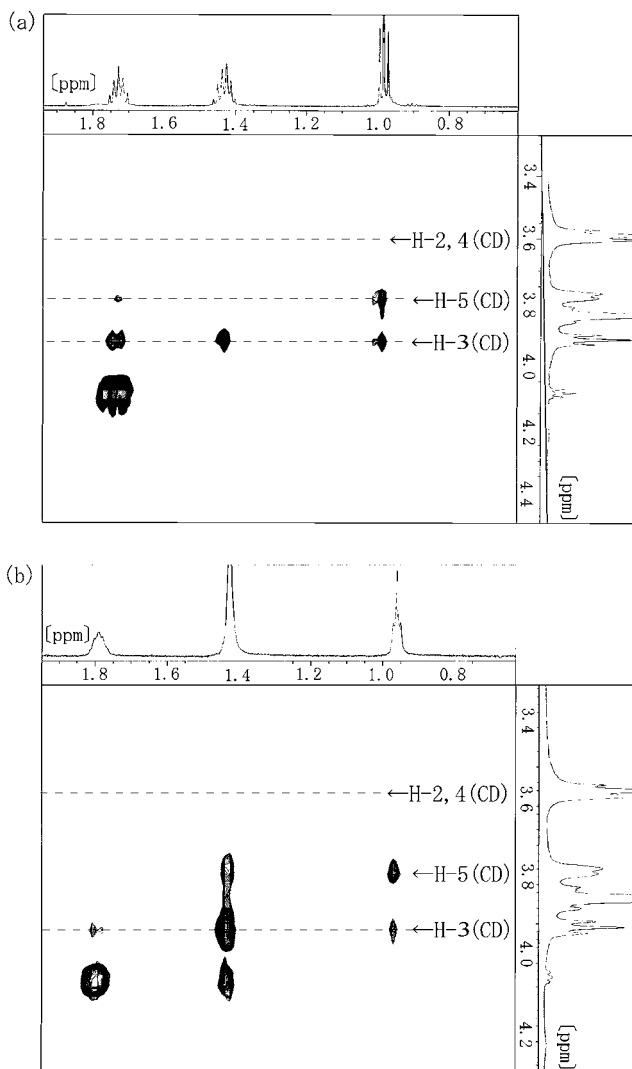 (a)
[ppm]
1.8 1.6 1.4 1.2 1.0 0.8
3.4
←H-2,4(CD)
3.6
←H-5(CD)
3.8
←H-3(CD)
4.0
4.2
4.4
[ppm]
(b)
[ppm]
1.8 1.6 1.4 1.2 1.0 0.8
3.4
←H-2,4(CD)
3.6
←H-5(CD)
3.8
←H-3(CD)
4.0
4.2
[ppm]